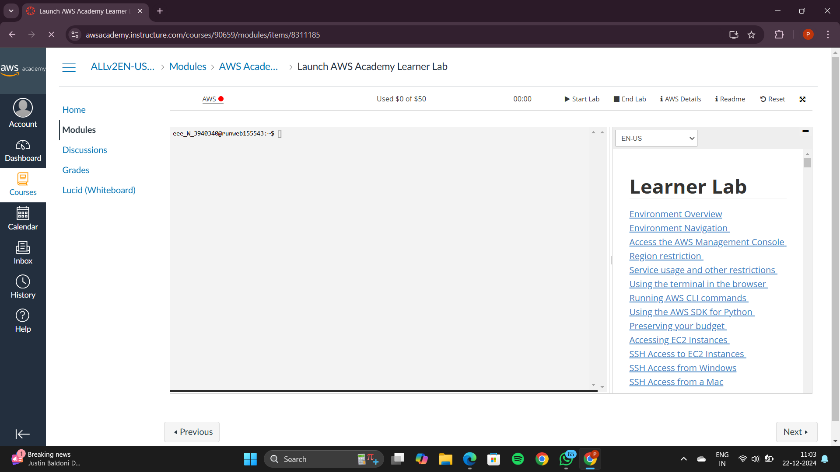 Launch AWS Academy Learner
awsacademy.instructure.com/courses/90659/modules/items/8311185
P
aws academy
ALLv2EN-US... > Modules > AWS Acade... > Launch AWS Academy Learner Lab
AWS
Used $0 of $50
00:00
Start Lab
End Lab
AWS Details
Readme
Reset
Account
Dashboard
Courses
Calendar
Inbox
History
Help
Home
Modules
Discussions
Grades
Lucid (Whiteboard)
eee_W_3940340@runweb155543:~$
EN-US
Learner Lab
Environment Overview
Environment Navigation
Access the AWS Management Console
Region restriction
Service usage and other restrictions
Using the terminal in the browser
Running AWS CLI commands
Using the AWS SDK for Python
Preserving your budget
Accessing EC2 Instances
SSH Access to EC2 Instances
SSH Access from Windows
SSH Access from a Mac
◂ Previous
Next ▸
Breaking news
Justin Baldoni D...
Search
ENG
IN
11:03
22-12-2024